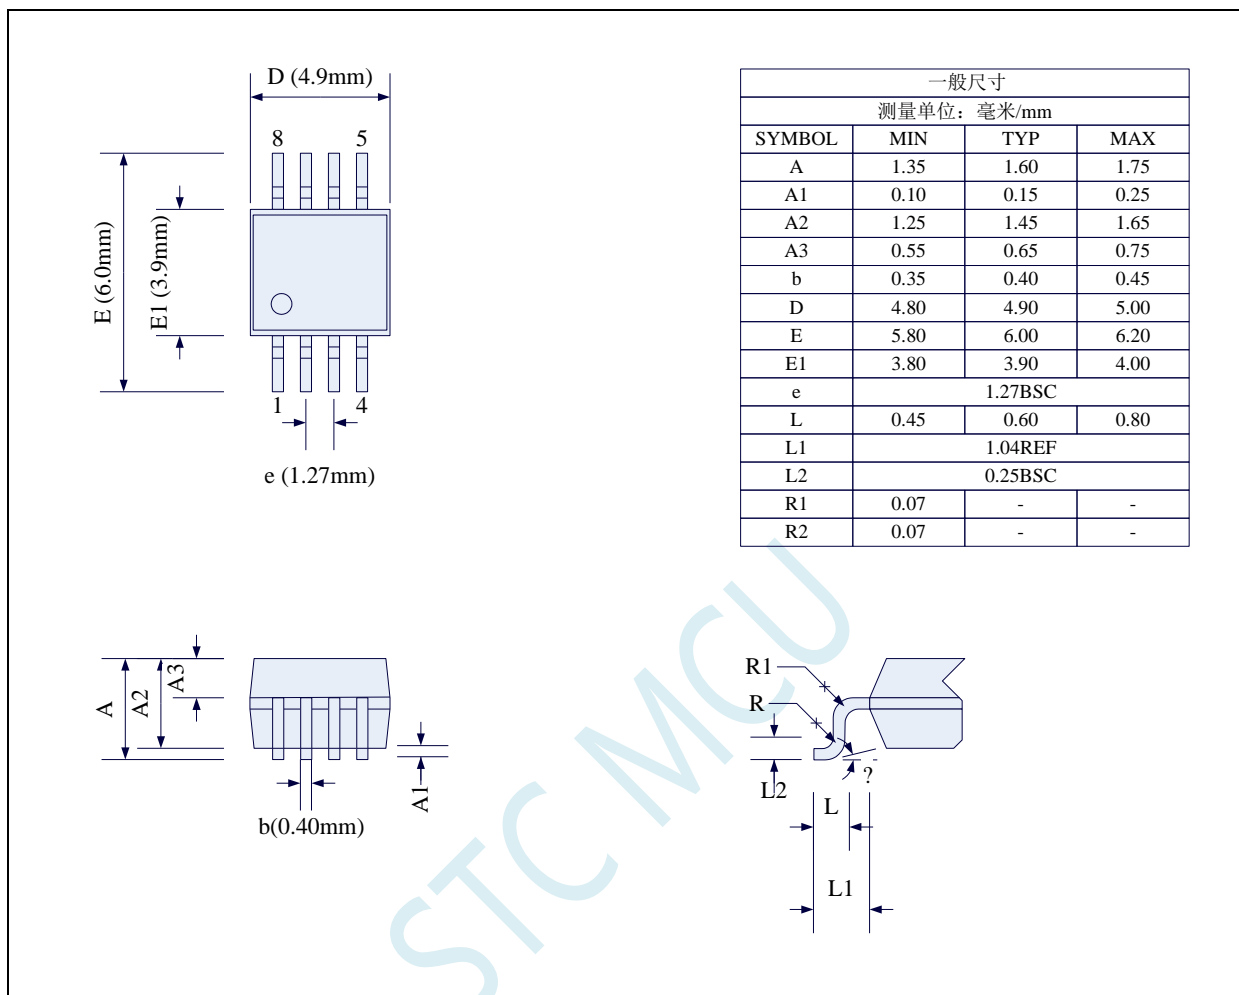 D (4.9mm)
8 5
E (6.0mm)
E1 (3.9mm)
1 4
e (1.27mm)
一般尺寸
测量单位：毫米/mm
SYMBOL MIN TYP MAX
A 1.35 1.60 1.75
A1 0.10 0.15 0.25
A2 1.25 1.45 1.65
A3 0.55 0.65 0.75
b 0.35 0.40 0.45
D 4.80 4.90 5.00
E 5.80 6.00 6.20
E1 3.80 3.90 4.00
e 1.27BSC
L 0.45 0.60 0.80
L1 1.04REF
L2 0.25BSC
R1 0.07 - -
R2 0.07 - -
A
A2
A3
A1
b(0.40mm)
R1
R
L2
?
L
L1
STC MCU